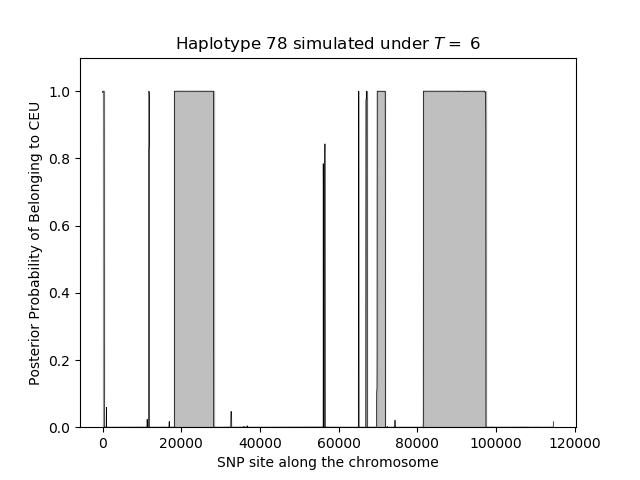 Haplotype 78 simulated under T = 6
Posterior Probability of Belonging to CEU
1.0
0.8
0.6
0.4
0.2
0.0
0 20000 40000 60000 80000 100000 120000
SNP site along the chromosome